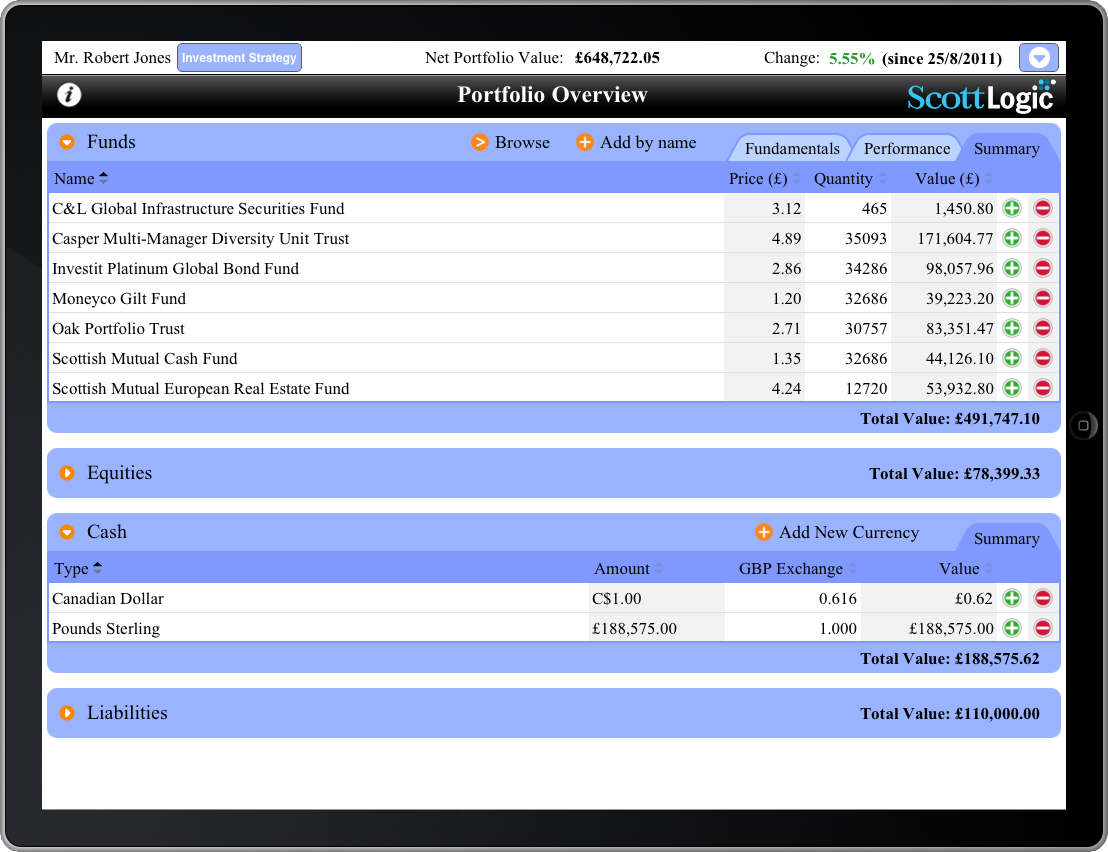 Mr. Robert Jones Investment Strategy Net Portfolio Value: £648,722.05 Change: 5.55% (since 25/8/2011)
i Portfolio Overview ScottLogic
Funds Browse Add by name Fundamentals Performance Summary
Name Price (£) Quantity Value (£)
C&L Global Infrastructure Securities Fund 3.12 465 1,450.80
Casper Multi-Manager Diversity Unit Trust 4.89 35093 171,604.77
Investit Platinum Global Bond Fund 2.86 34286 98,057.96
Moneyco Gilt Fund 1.20 32686 39,223.20
Oak Portfolio Trust 2.71 30757 83,351.47
Scottish Mutual Cash Fund 1.35 32686 44,126.10
Scottish Mutual European Real Estate Fund 4.24 12720 53,932.80
Total Value: £491,747.10
Equities Total Value: £78,399.33
Cash Add New Currency Summary
Type Amount GBP Exchange Value
Canadian Dollar C$1.00 0.616 £0.62
Pounds Sterling £188,575.00 1.000 £188,575.00
Total Value: £188,575.62
Liabilities Total Value: £110,000.00